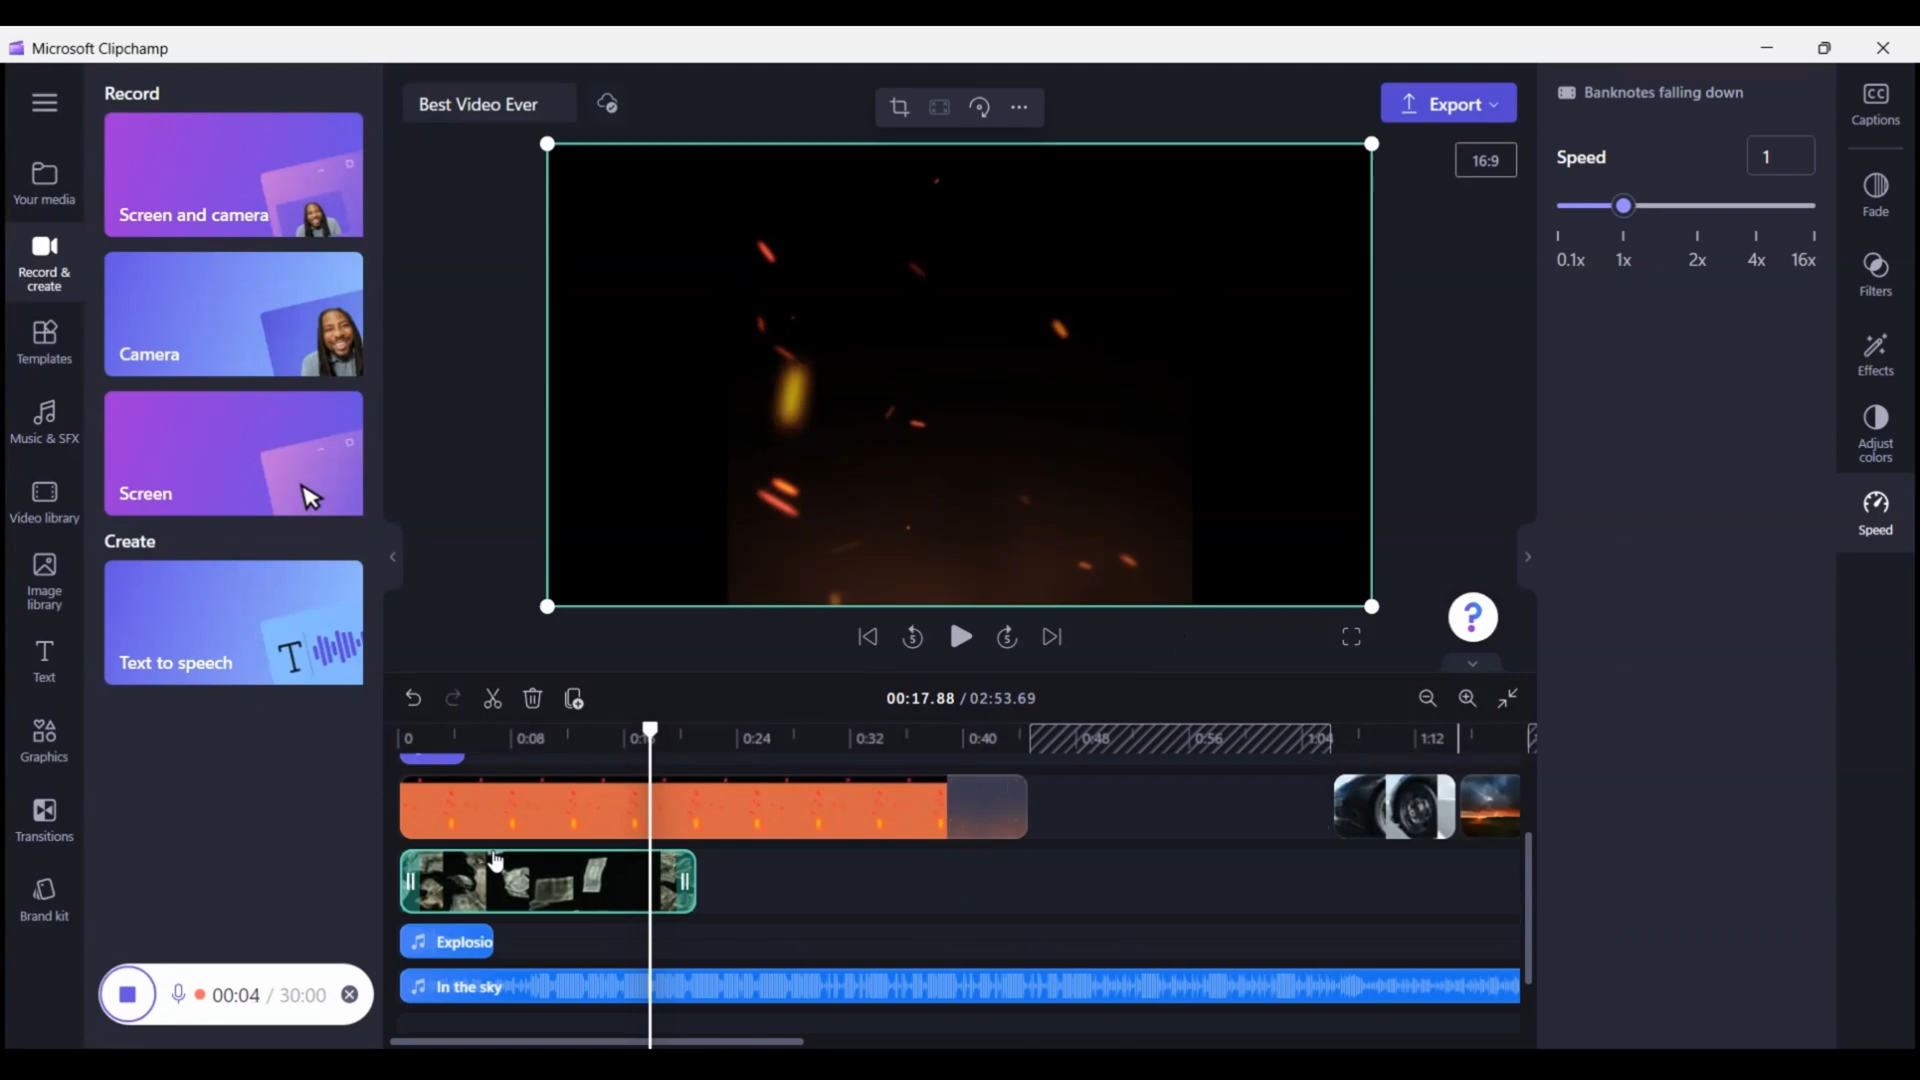 Microsoft Clipchamp
Your media
Record &
create
Templates
Music & SFX
Video library
Image
library
Text
Graphics
Transitions
Brand kit
Record
Screen and camera
Camera
Screen
Create
Text to speech
00:04 / 30:00
Best Video Ever
Export
16:9
5
5
?
00:17.88 / 02:53.69
0
0:08
0:24
0:32
0:40
0:48
0:56
1:04
1:12
Explosio
In the sky
Banknotes falling down
Speed
1
0.1x
1x
2x
4x
16x
CC
Captions
Fade
Filters
Effects
Adjust
colors
Speed